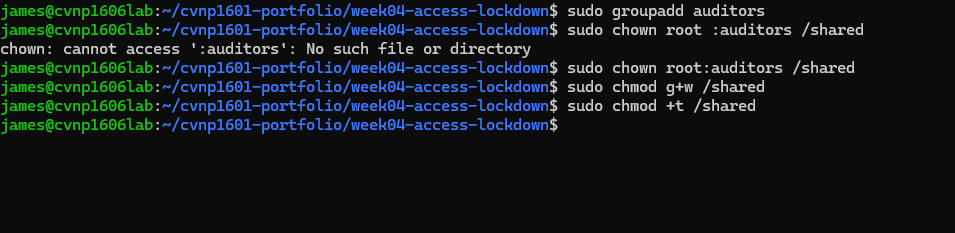 james@cvnp1606lab:~/cvnp1601-portfolio/week04-access-lockdown$ sudo groupadd auditors
james@cvnp1606lab:~/cvnp1601-portfolio/week04-access-lockdown$ sudo chown root :auditors /shared
chown: cannot access ':auditors': No such file or directory
james@cvnp1606lab:~/cvnp1601-portfolio/week04-access-lockdown$ sudo chown root:auditors /shared
james@cvnp1606lab:~/cvnp1601-portfolio/week04-access-lockdown$ sudo chmod g+w /shared
james@cvnp1606lab:~/cvnp1601-portfolio/week04-access-lockdown$ sudo chmod +t /shared
james@cvnp1606lab:~/cvnp1601-portfolio/week04-access-lockdown$